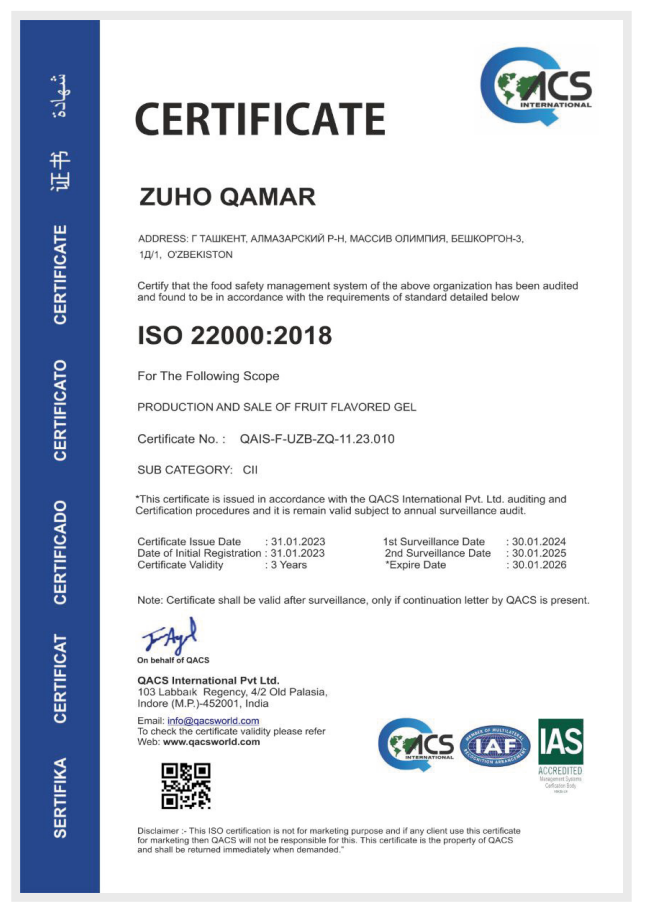 شهادة
证书
CERTIFICATE
CERTIFICATO
CERTIFICADO
CERTIFICAT
SERTIFIKA
QACS
INTERNATIONAL
CERTIFICATE
ZUHO QAMAR
ADDRESS: Г ТАШКЕНТ, АЛМАЗАРСКИЙ Р-Н, МАССИВ ОЛИМПИЯ, БЕШКОРГОН-3,
1Д/1, O'ZBEKISTON
Certify that the food safety management system of the above organization has been audited
and found to be in accordance with the requirements of standard detailed below
ISO 22000:2018
For The Following Scope
PRODUCTION AND SALE OF FRUIT FLAVORED GEL
Certificate No. : QAIS-F-UZB-ZQ-11.23.010
SUB CATEGORY: CII
*This certificate is issued in accordance with the QACS International Pvt. Ltd. auditing and
Certification procedures and it is remain valid subject to annual surveillance audit.
Certificate Issue Date : 31.01.2023 1st Surveillance Date : 30.01.2024
Date of Initial Registration : 31.01.2023 2nd Surveillance Date : 30.01.2025
Certificate Validity : 3 Years *Expire Date : 30.01.2026
Note: Certificate shall be valid after surveillance, only if continuation letter by QACS is present.
On behalf of QACS
QACS International Pvt Ltd.
103 Labbaik Regency, 4/2 Old Palasia,
Indore (M.P.)-452001, India
Email: info@qacsworld.com
To check the certificate validity please refer
Web: www.qacsworld.com
QACS
INTERNATIONAL
MEMBER OF MULTILATERAL
IAF
RECOGNITION ARRANGEMENT
IAS
ACCREDITED
Management Systems
Certification Body
Disclaimer :- This ISO certification is not for marketing purpose and if any client use this certificate
for marketing then QACS will not be responsible for this. This certificate is the property of QACS
and shall be returned immediately when demanded."